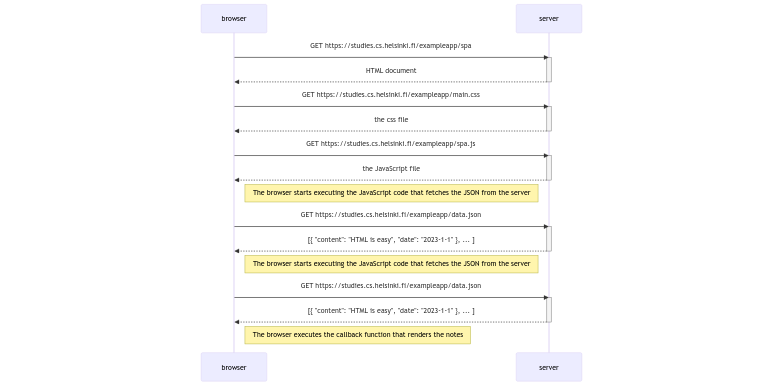 browser server
GET https://studies.cs.helsinki.fi/exampleapp/spa
HTML document
GET https://studies.cs.helsinki.fi/exampleapp/main.css
the css file
GET https://studies.cs.helsinki.fi/exampleapp/spa.js
the JavaScript file
The browser starts executing the JavaScript code that fetches the JSON from the server
GET https://studies.cs.helsinki.fi/exampleapp/data.json
[{ "content": "HTML is easy", "date": "2023-1-1" }, ... ]
The browser starts executing the JavaScript code that fetches the JSON from the server
GET https://studies.cs.helsinki.fi/exampleapp/data.json
[{ "content": "HTML is easy", "date": "2023-1-1" }, ... ]
The browser executes the callback function that renders the notes
browser server